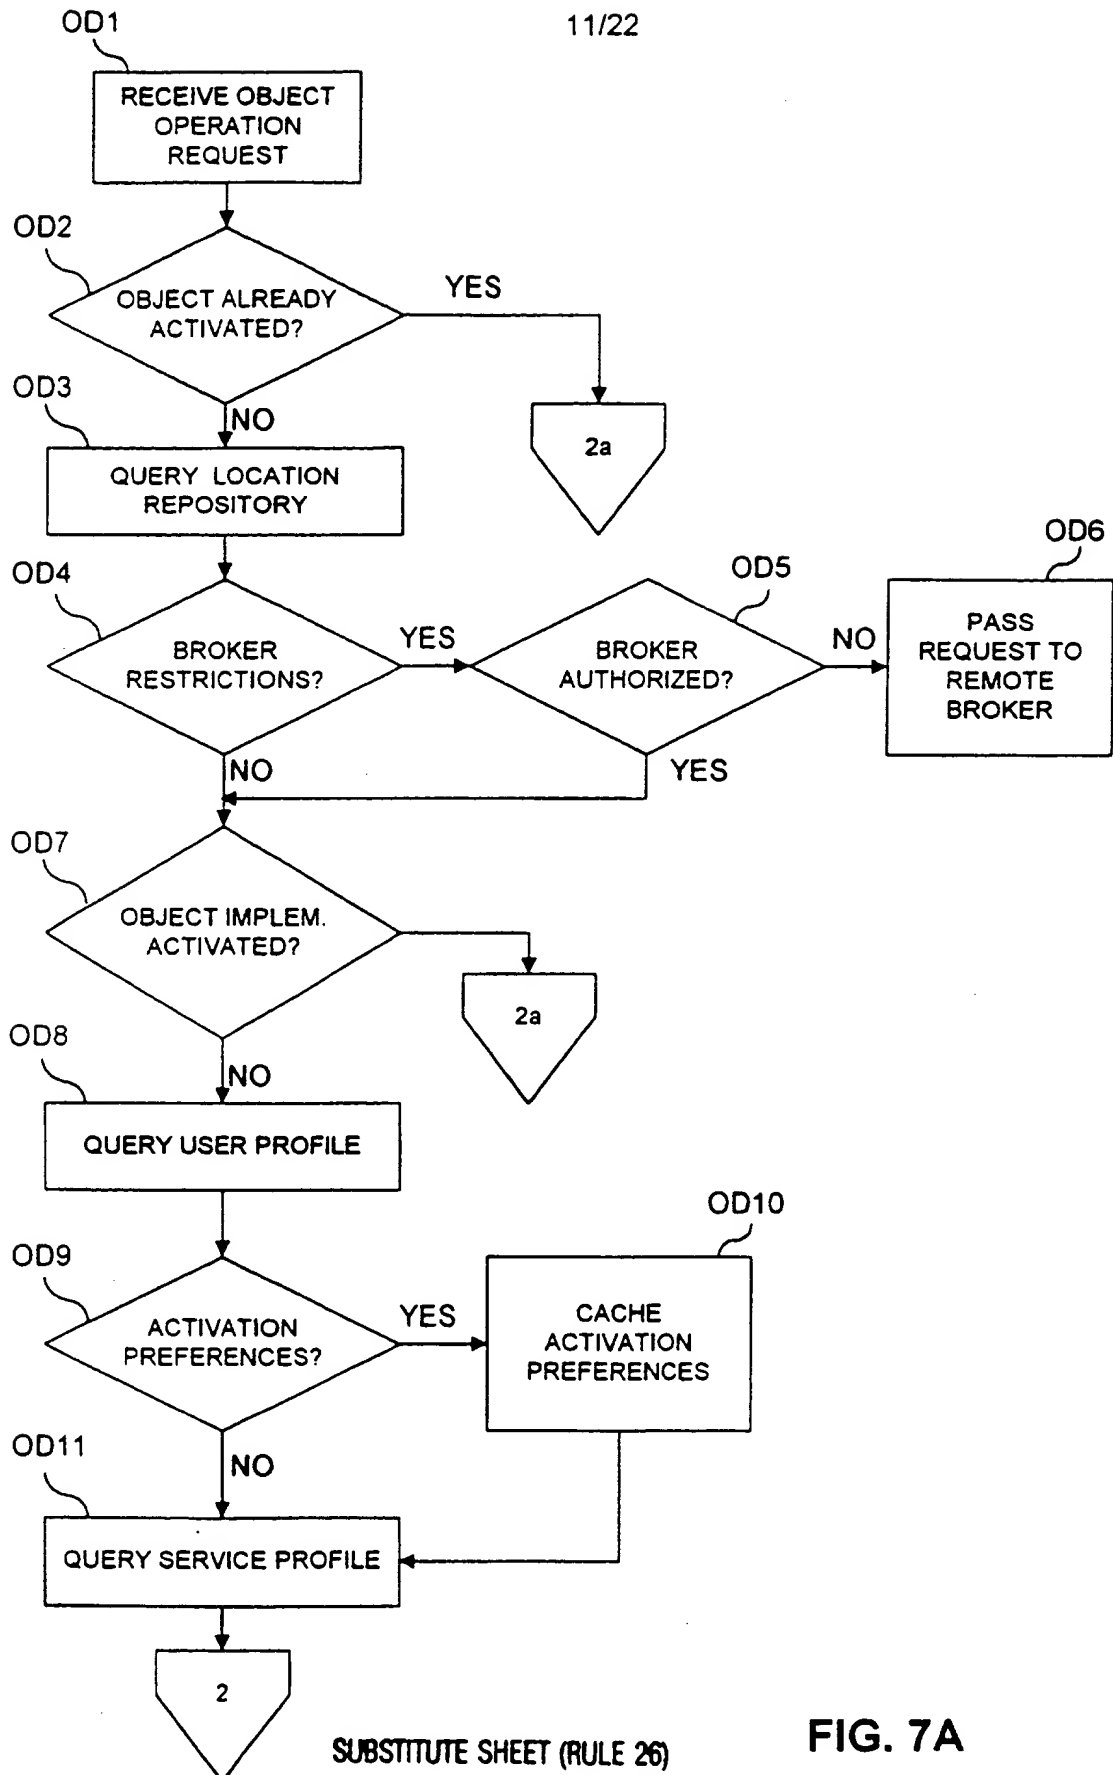 OD1
11/22
RECEIVE OBJECT
OPERATION
REQUEST
OD2
OBJECT ALREADY
ACTIVATED?
YES
2a
OD3
NO
QUERY LOCATION
REPOSITORY
OD4
BROKER
RESTRICTIONS?
YES
OD5
BROKER
AUTHORIZED?
NO
OD6
PASS
REQUEST TO
REMOTE
BROKER
NO
YES
OD7
OBJECT IMPLEM.
ACTIVATED?
2a
OD8
NO
QUERY USER PROFILE
OD9
ACTIVATION
PREFERENCES?
YES
OD10
CACHE
ACTIVATION
PREFERENCES
OD11
NO
QUERY SERVICE PROFILE
2
SUBSTITUTE SHEET (RULE 26)
FIG. 7A